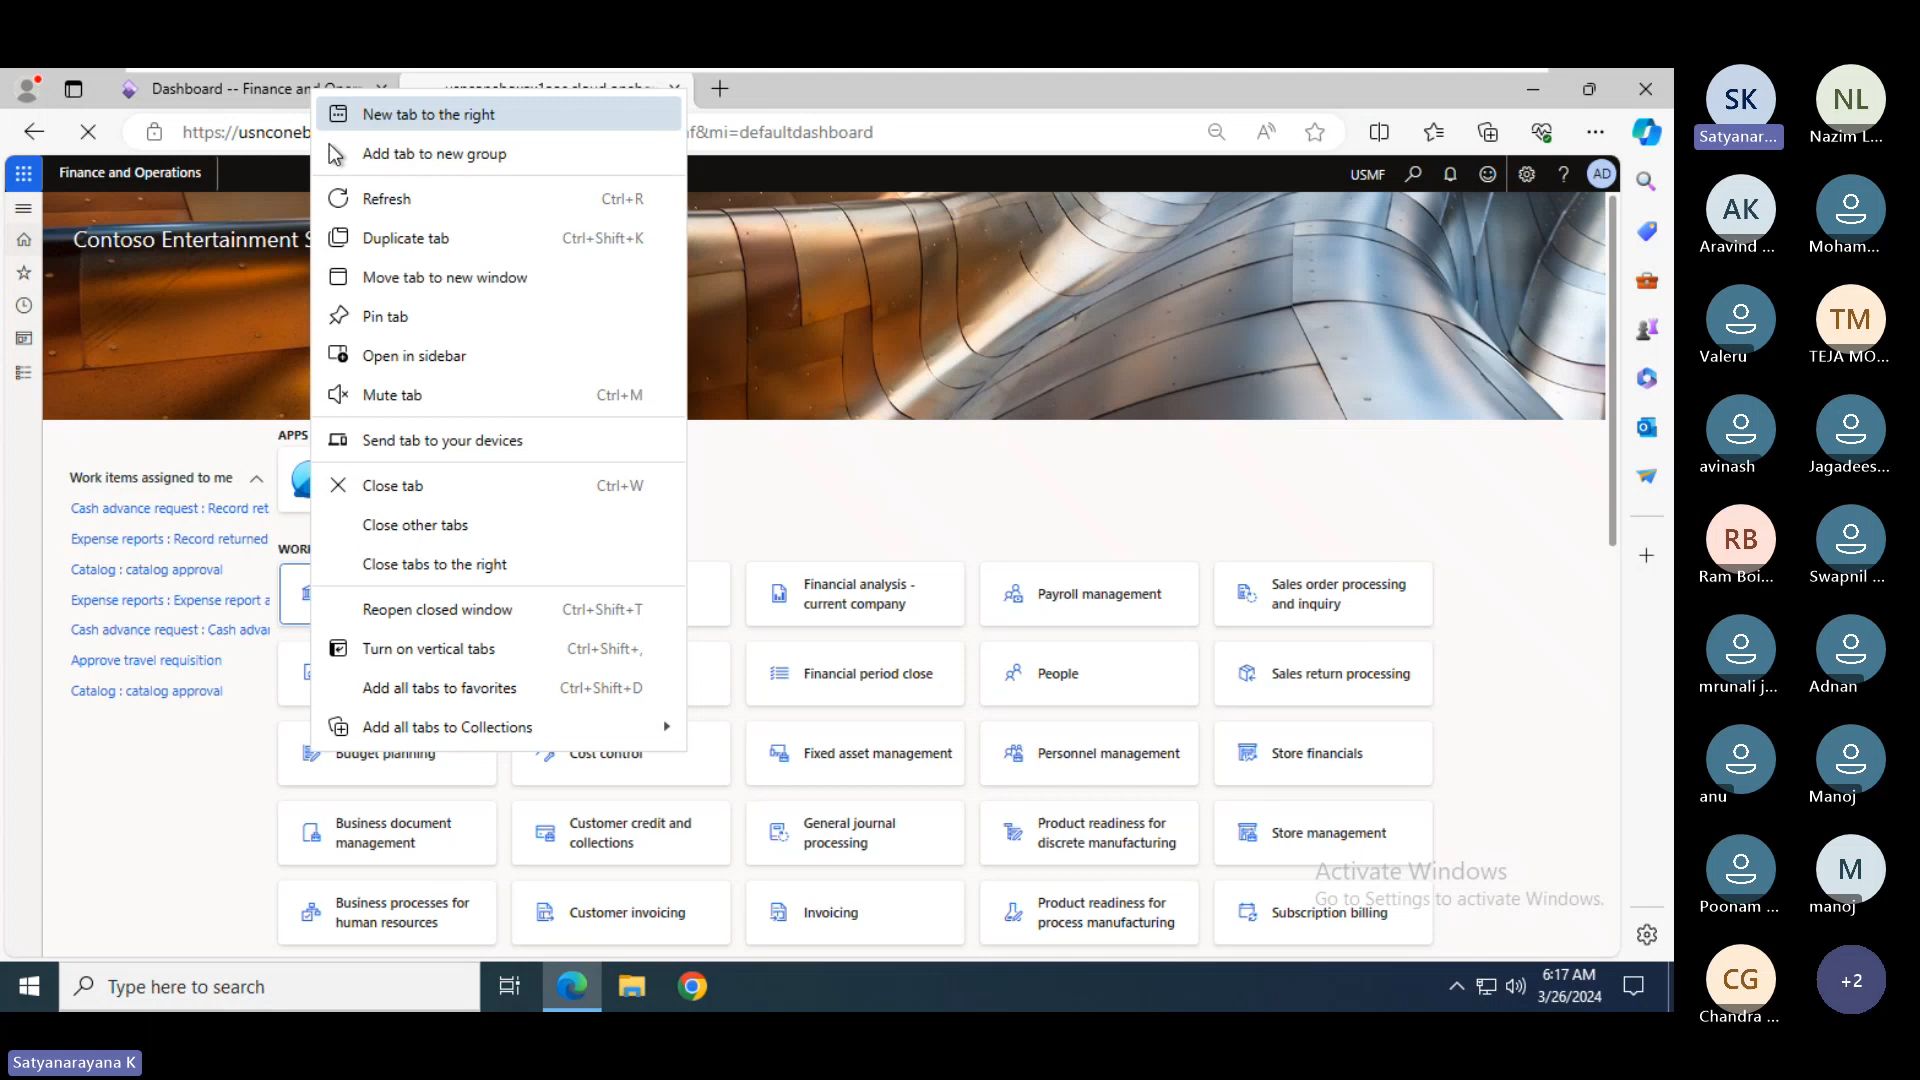 Dashboard -- Finance and Oper
https://usnconeb
f&mi=defaultdashboard
Finance and Operations
USMF
AD
Contoso Entertainment S
New tab to the right
Add tab to new group
Refresh Ctrl+R
Duplicate tab Ctrl+Shift+K
Move tab to new window
Pin tab
Open in sidebar
Mute tab Ctrl+M
Send tab to your devices
Close tab Ctrl+W
Close other tabs
Close tabs to the right
Reopen closed window Ctrl+Shift+T
Turn on vertical tabs Ctrl+Shift+,
Add all tabs to favorites Ctrl+Shift+D
Add all tabs to Collections
APPS
Work items assigned to me
Cash advance request : Record ret
Expense reports : Record returned
Catalog : catalog approval
Expense reports : Expense report a
Cash advance request : Cash advai
Approve travel requisition
Catalog : catalog approval
WORK
Financial analysis -
current company
Payroll management
Sales order processing
and inquiry
Financial period close
People
Sales return processing
Budget planning
Cost control
Fixed asset management
Personnel management
Store financials
Business document
management
Customer credit and
collections
General journal
processing
Product readiness for
discrete manufacturing
Store management
Business processes for
human resources
Customer invoicing
Invoicing
Product readiness for
process manufacturing
Subscription billing
Activate Windows
Go to Settings to activate Windows.
Type here to search
6:17 AM
3/26/2024
SK
Satyanar...
NL
Nazim L...
AK
Aravind ...
Moham...
Valeru
TM
TEJA MO...
avinash
Jagadees...
RB
Ram Boi...
Swapnil ...
mrunali j...
Adnan
anu
Manoj
Poonam ...
M
manoj
CG
Chandra ...
+2
Satyanarayana K